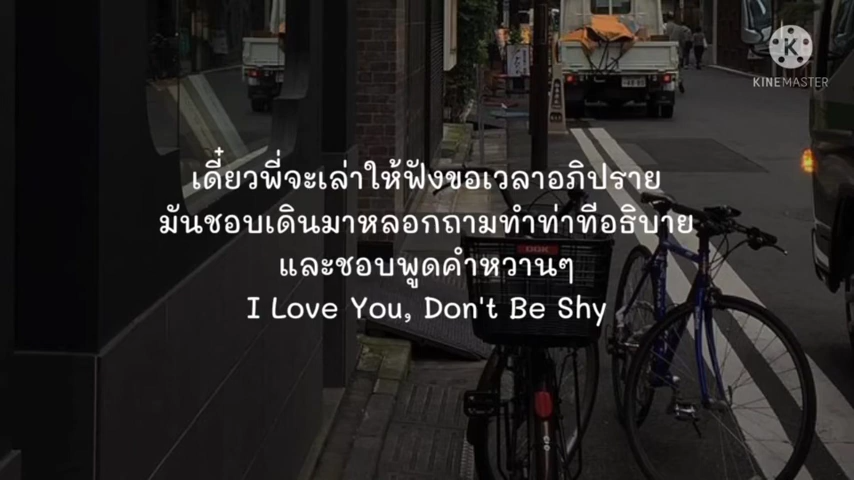 เดี๋ยวพี่จะเล่าให้ฟังขอเวลาอภิปราย
มันชอบเดินมาหลอกถามทำท่าทีอธิบาย
และชอบพูดคำหวานๆ
I Love You, Don't Be Shy
KINEMASTER
OGK